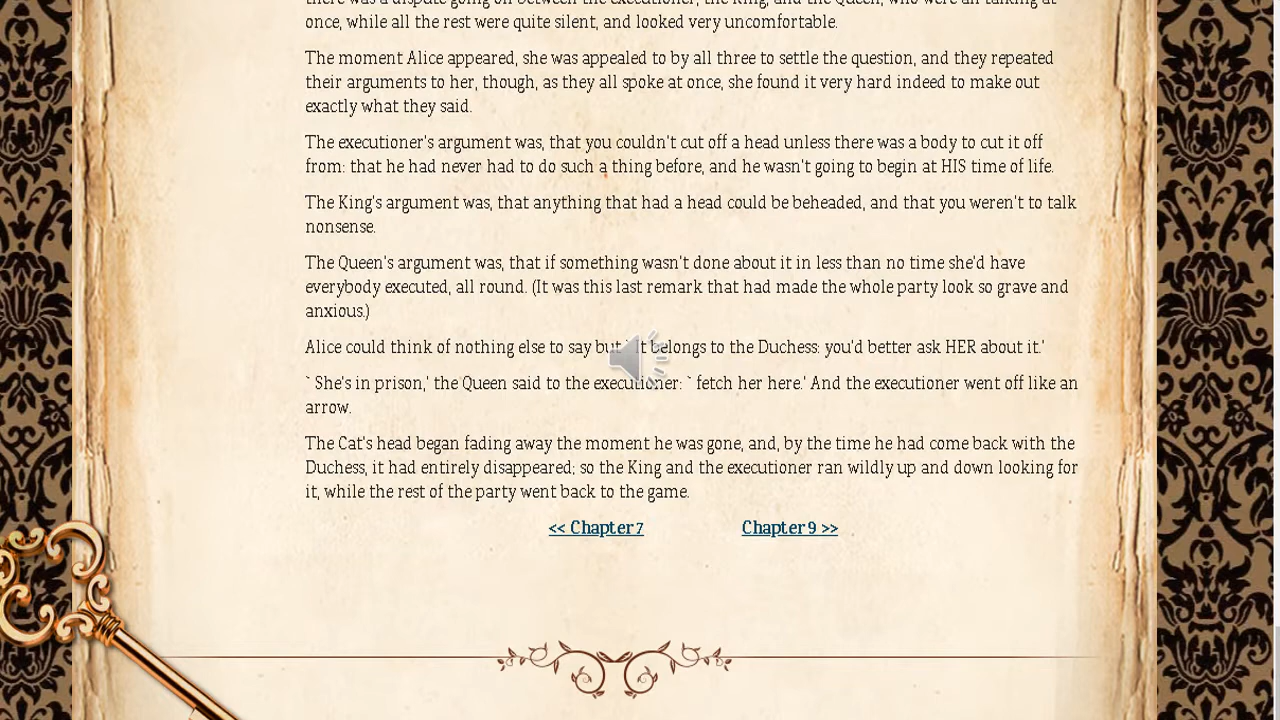 once, while all the rest were quite silent, and looked very uncomfortable.
The moment Alice appeared, she was appealed to by all three to settle the question, and they repeated
their arguments to her, though, as they all spoke at once, she found it very hard indeed to make out
exactly what they said.
The executioner's argument was, that you couldn't cut off a head unless there was a body to cut it off
from: that he had never had to do such a thing before, and he wasn't going to begin at HIS time of life.
The King's argument was, that anything that had a head could be beheaded, and that you weren't to talk
nonsense.
The Queen's argument was, that if something wasn't done about it in less than no time she'd have
everybody executed, all round. (It was this last remark that had made the whole party look so grave and
anxious.)
Alice could think of nothing else to say but belongs to the Duchess: you'd better ask HER about it.'
` She's in prison,' the Queen said to the executioner: ` fetch her here.' And the executioner went off like an
arrow.
The Cat's head began fading away the moment he was gone, and, by the time he had come back with the
Duchess, it had entirely disappeared; so the King and the executioner ran wildly up and down looking for
it, while the rest of the party went back to the game.
<< Chapter 7 Chapter 9 >>